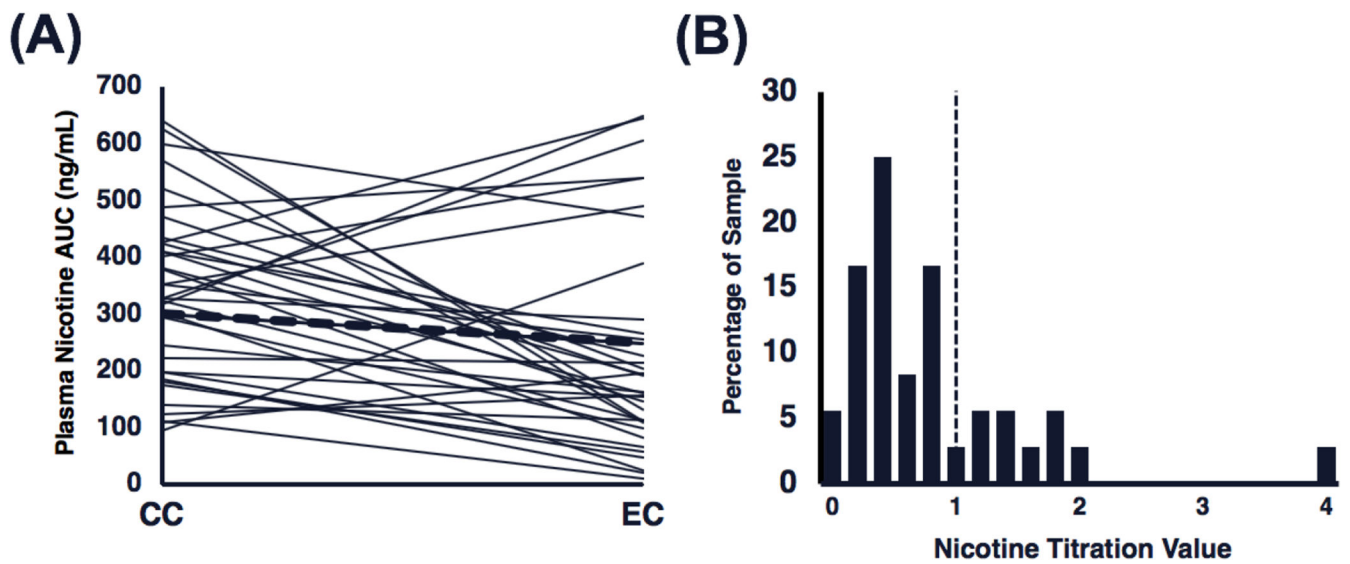 (A)
Plasma Nicotine AUC (ng/mL)
700
600
500
400
300
200
100
0
CC
EC
(B)
Percentage of Sample
30
25
20
15
10
5
0
0
1
2
3
4
Nicotine Titration Value